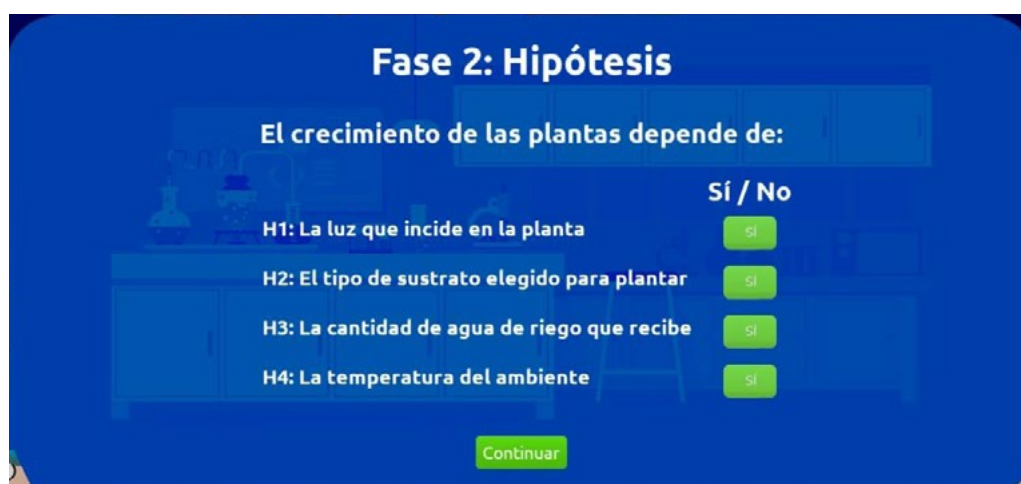 Fase 2: Hipótesis
El crecimiento de las plantas depende de:
Sí / No
H1: La luz que incide en la planta SÍ
H2: El tipo de sustrato elegido para plantar SÍ
H3: La cantidad de agua de riego que recibe SÍ
H4: La temperatura del ambiente SÍ
Continuar